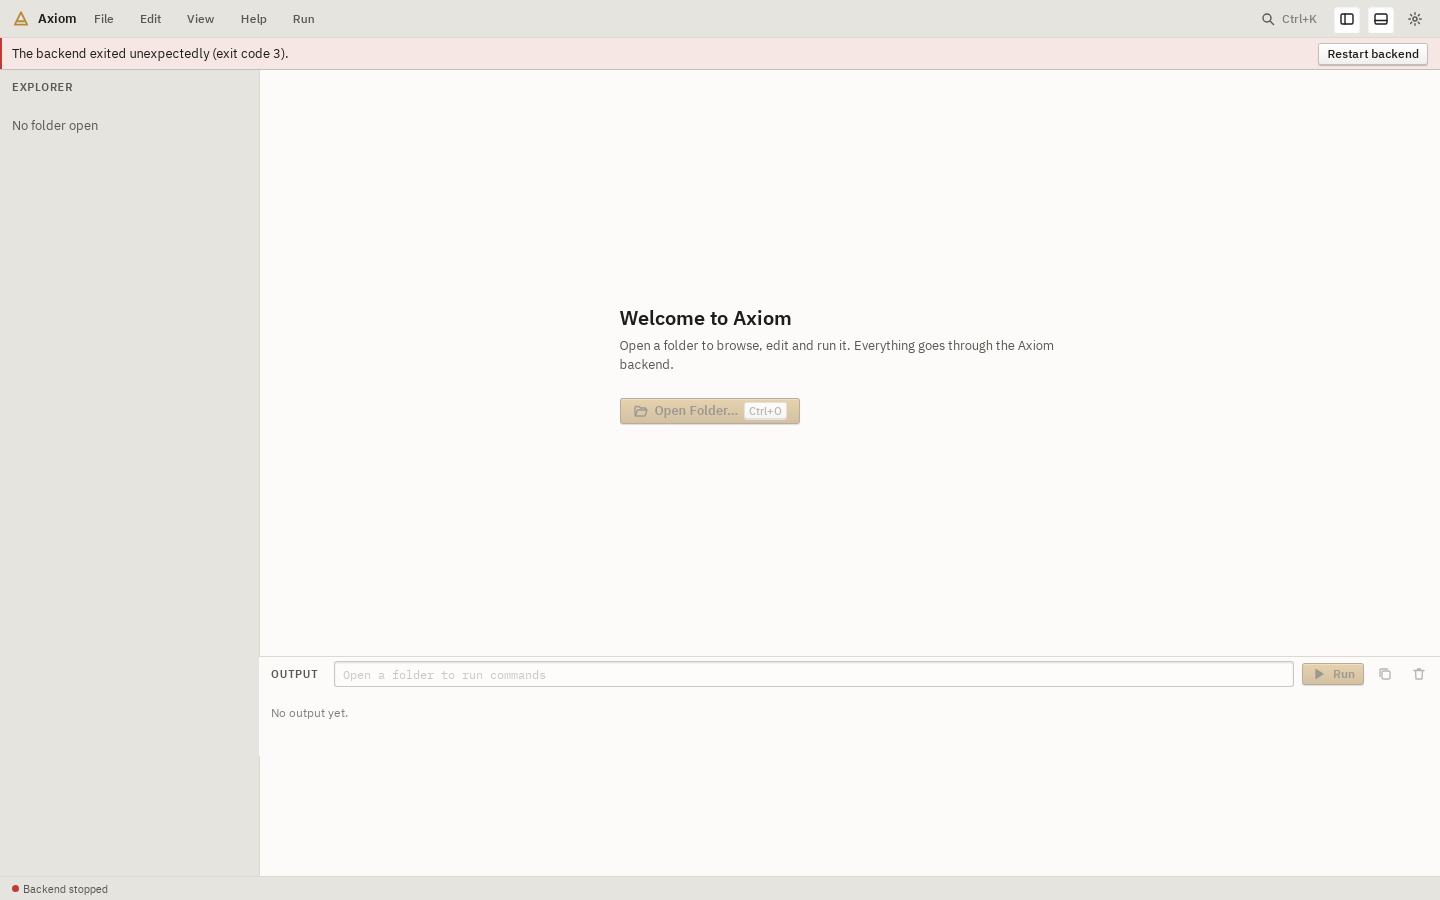 Axiom File Edit View Help Run Ctrl+K
The backend exited unexpectedly (exit code 3). Restart backend
EXPLORER
No folder open
Welcome to Axiom
Open a folder to browse, edit and run it. Everything goes through the Axiom
backend.
Open Folder... Ctrl+O
OUTPUT Open a folder to run commands Run
No output yet.
Backend stopped